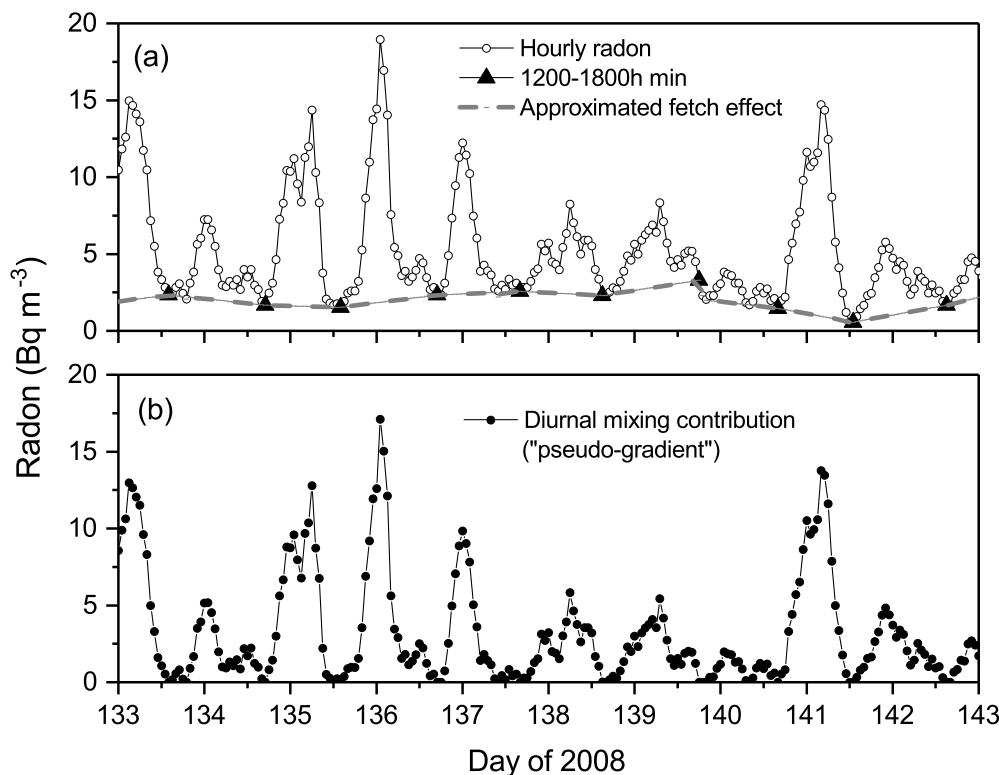 (a)
Hourly radon
1200-1800h min
Approximated fetch effect
20
15
10
5
0
Radon (Bq m-3)
(b)
Diurnal mixing contribution
("pseudo-gradient")
20
15
10
5
0
133 134 135 136 137 138 139 140 141 142 143
Day of 2008